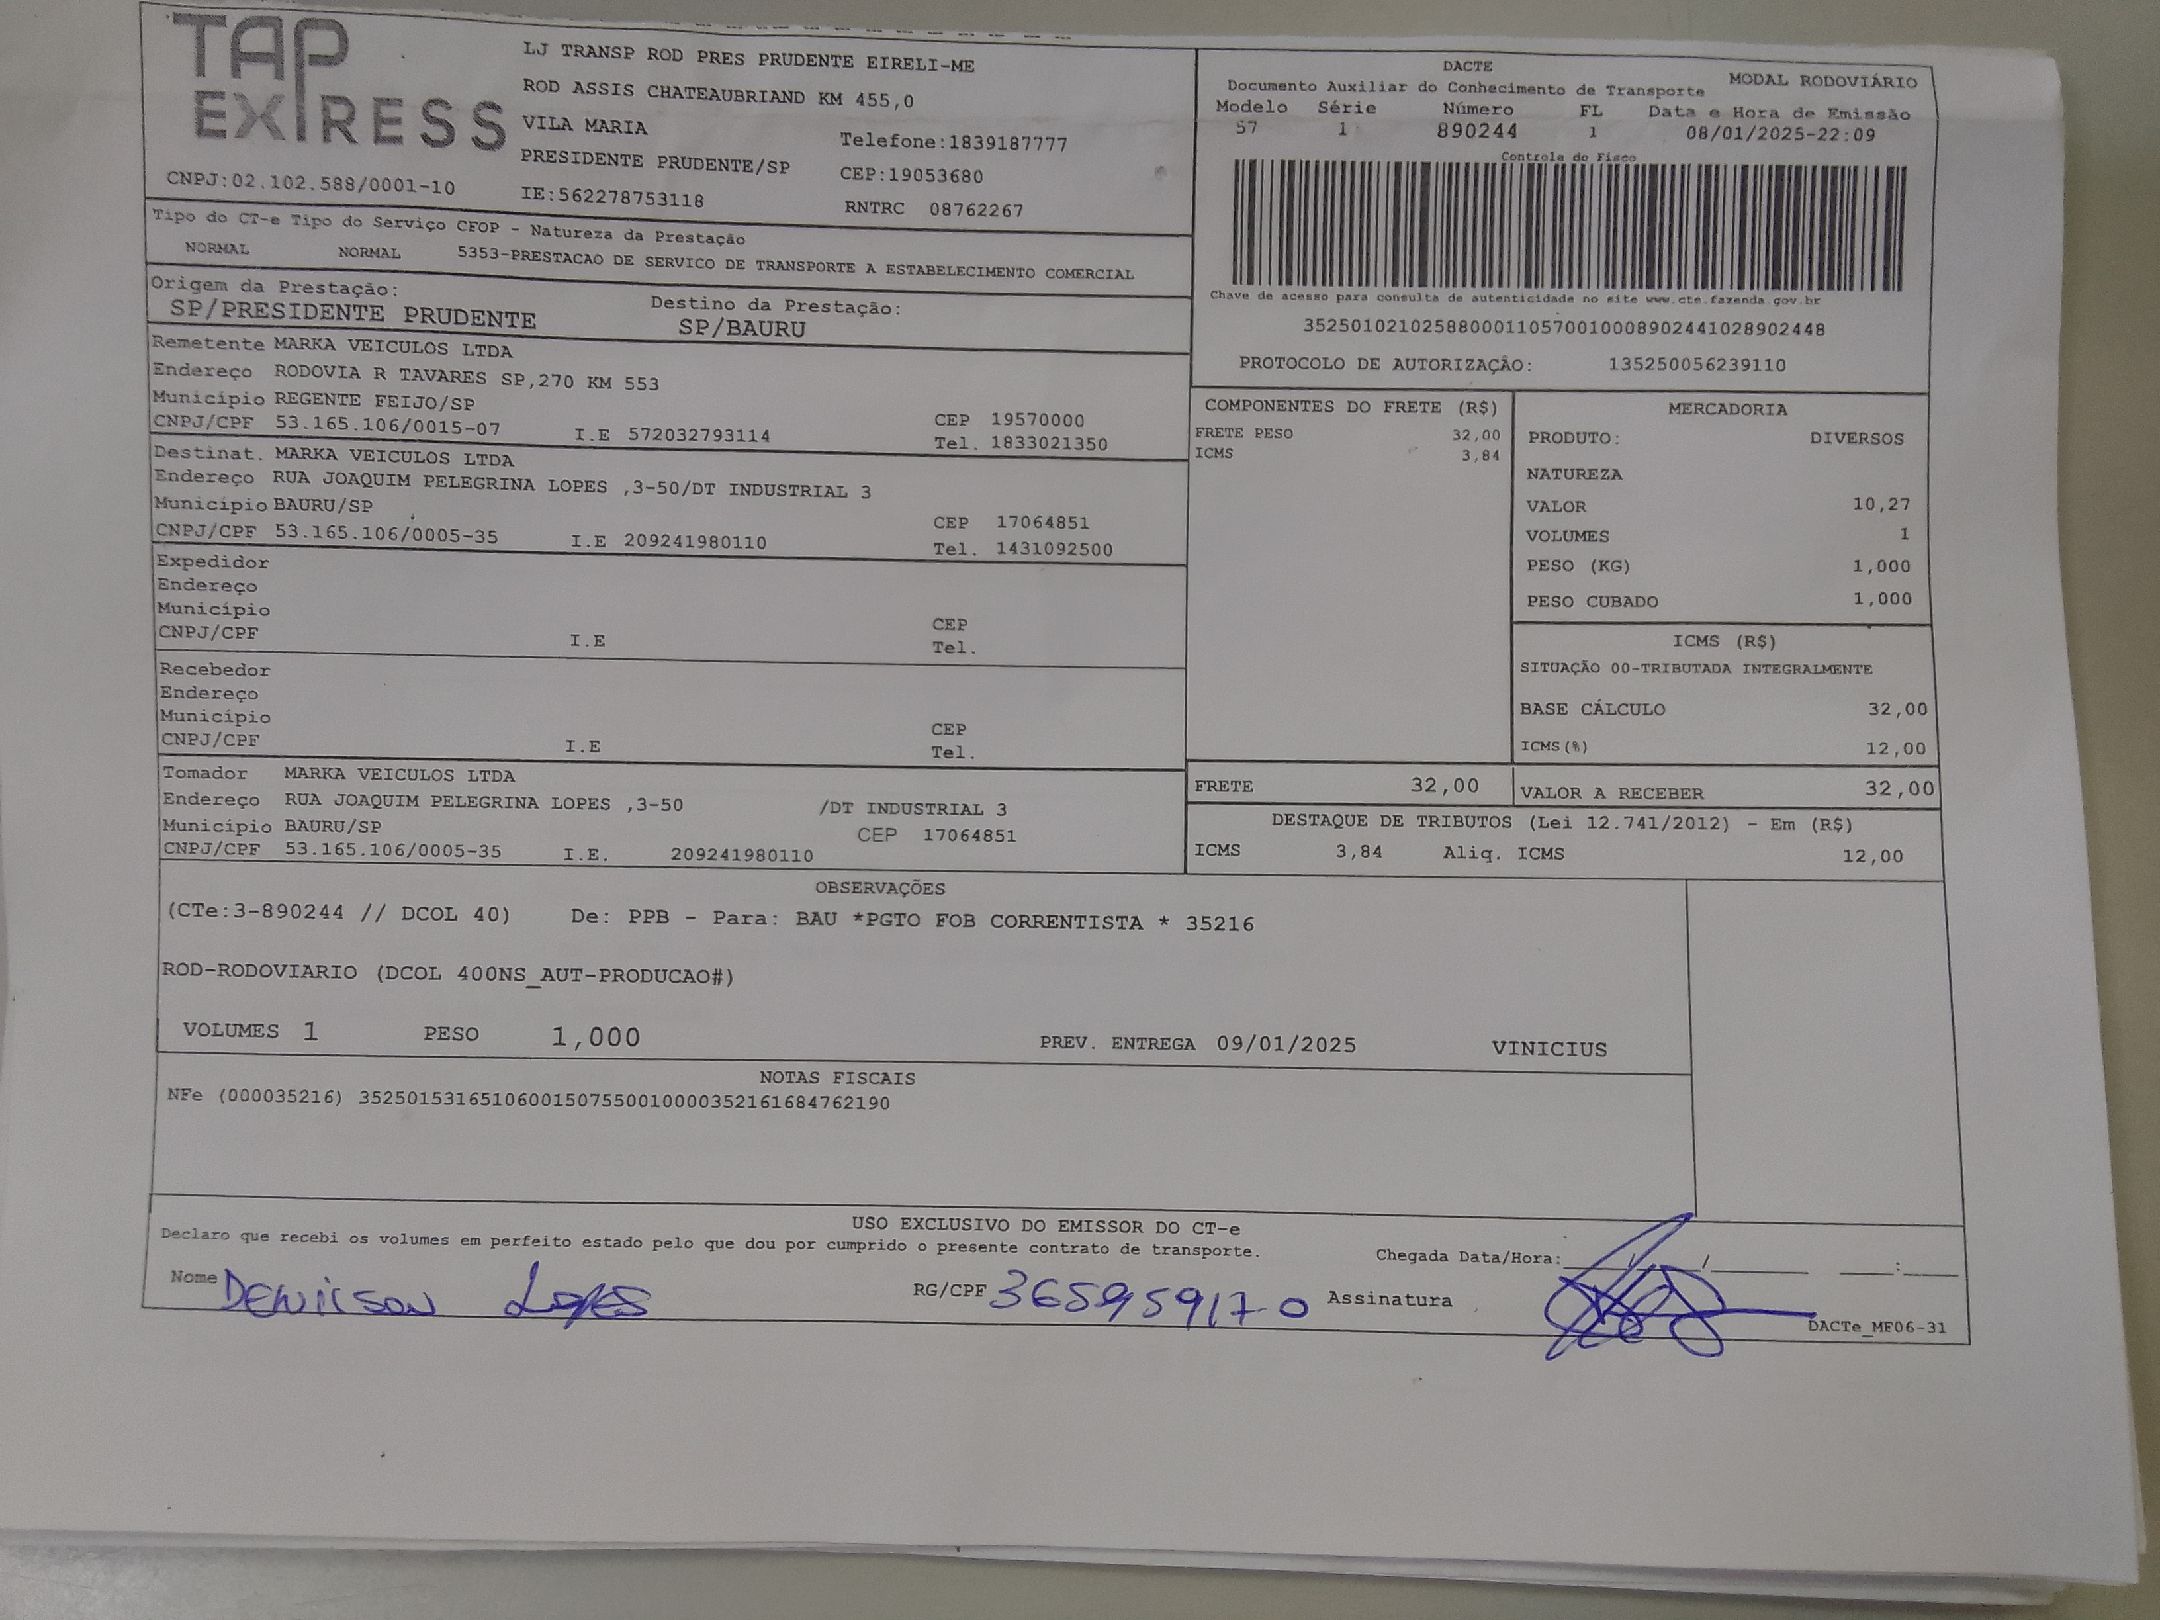 TAP EXPRESS
LJ TRANSP ROD PRES PRUDENTE EIRELI-ME
ROD ASSIS CHATEAUBRIAND KM 455,0
VILA MARIA
Telefone:1839187777
PRESIDENTE PRUDENTE/SP
CEP:19053680
CNPJ:02.102.588/0001-10
IE:562278753118
RNTRC 08762267
DACTE
MODAL RODOVIÁRIO
Documento Auxiliar do Conhecimento de Transporte
Modelo Série Número FL Data e Hora de Emissão
57 1 890244 1 08/01/2025-22:09
Controle do Fisco
Chave de acesso para consulta de autenticidade no site www.cte.fazenda.gov.br
35250102102588000110570010008902441028902448
PROTOCOLO DE AUTORIZAÇÃO: 135250056239110
Tipo do CT-e Tipo do Serviço CFOP - Natureza da Prestação
NORMAL NORMAL 5353-PRESTACAO DE SERVICO DE TRANSPORTE A ESTABELECIMENTO COMERCIAL
Origem da Prestação: Destino da Prestação:
SP/PRESIDENTE PRUDENTE SP/BAURU
Remetente MARKA VEICULOS LTDA
Endereço RODOVIA R TAVARES SP,270 KM 553
Município REGENTE FEIJO/SP CEP 19570000
CNPJ/CPF 53.165.106/0015-07 I.E 572032793114 Tel. 1833021350
Destinat. MARKA VEICULOS LTDA
Endereço RUA JOAQUIM PELEGRINA LOPES ,3-50/DT INDUSTRIAL 3
Município BAURU/SP CEP 17064851
CNPJ/CPF 53.165.106/0005-35 I.E 209241980110 Tel. 1431092500
Expedidor
Endereço
Município CEP
CNPJ/CPF I.E Tel.
Recebedor
Endereço
Município CEP
CNPJ/CPF I.E Tel.
Tomador MARKA VEICULOS LTDA
Endereço RUA JOAQUIM PELEGRINA LOPES ,3-50 /DT INDUSTRIAL 3
Município BAURU/SP CEP 17064851
CNPJ/CPF 53.165.106/0005-35 I.E. 209241980110
COMPONENTES DO FRETE (R$)
FRETE PESO 32,00
ICMS 3,84
MERCADORIA
PRODUTO: DIVERSOS
NATUREZA
VALOR 10,27
VOLUMES 1
PESO (KG) 1,000
PESO CUBADO 1,000
ICMS (R$)
SITUAÇÃO 00-TRIBUTADA INTEGRALMENTE
BASE CÁLCULO 32,00
ICMS(%) 12,00
FRETE 32,00 VALOR A RECEBER 32,00
DESTAQUE DE TRIBUTOS (Lei 12.741/2012) - Em (R$)
ICMS 3,84 Aliq. ICMS 12,00
OBSERVAÇÕES
(CTe:3-890244 // DCOL 40) De: PPB - Para: BAU *PGTO FOB CORRENTISTA * 35216
ROD-RODOVIARIO (DCOL 400NS_AUT-PRODUCAO#)
VOLUMES 1 PESO 1,000 PREV. ENTREGA 09/01/2025 VINICIUS
NOTAS FISCAIS
NFe (000035216) 35250153165106001507550010000352161684762190
USO EXCLUSIVO DO EMISSOR DO CT-e
Declaro que recebi os volumes em perfeito estado pelo que dou por cumprido o presente contrato de transporte.
Chegada Data/Hora:____/____/____ ___:___
Nome DENILSON LOPES RG/CPF 36595917-0 Assinatura
DACTe_MF06-31